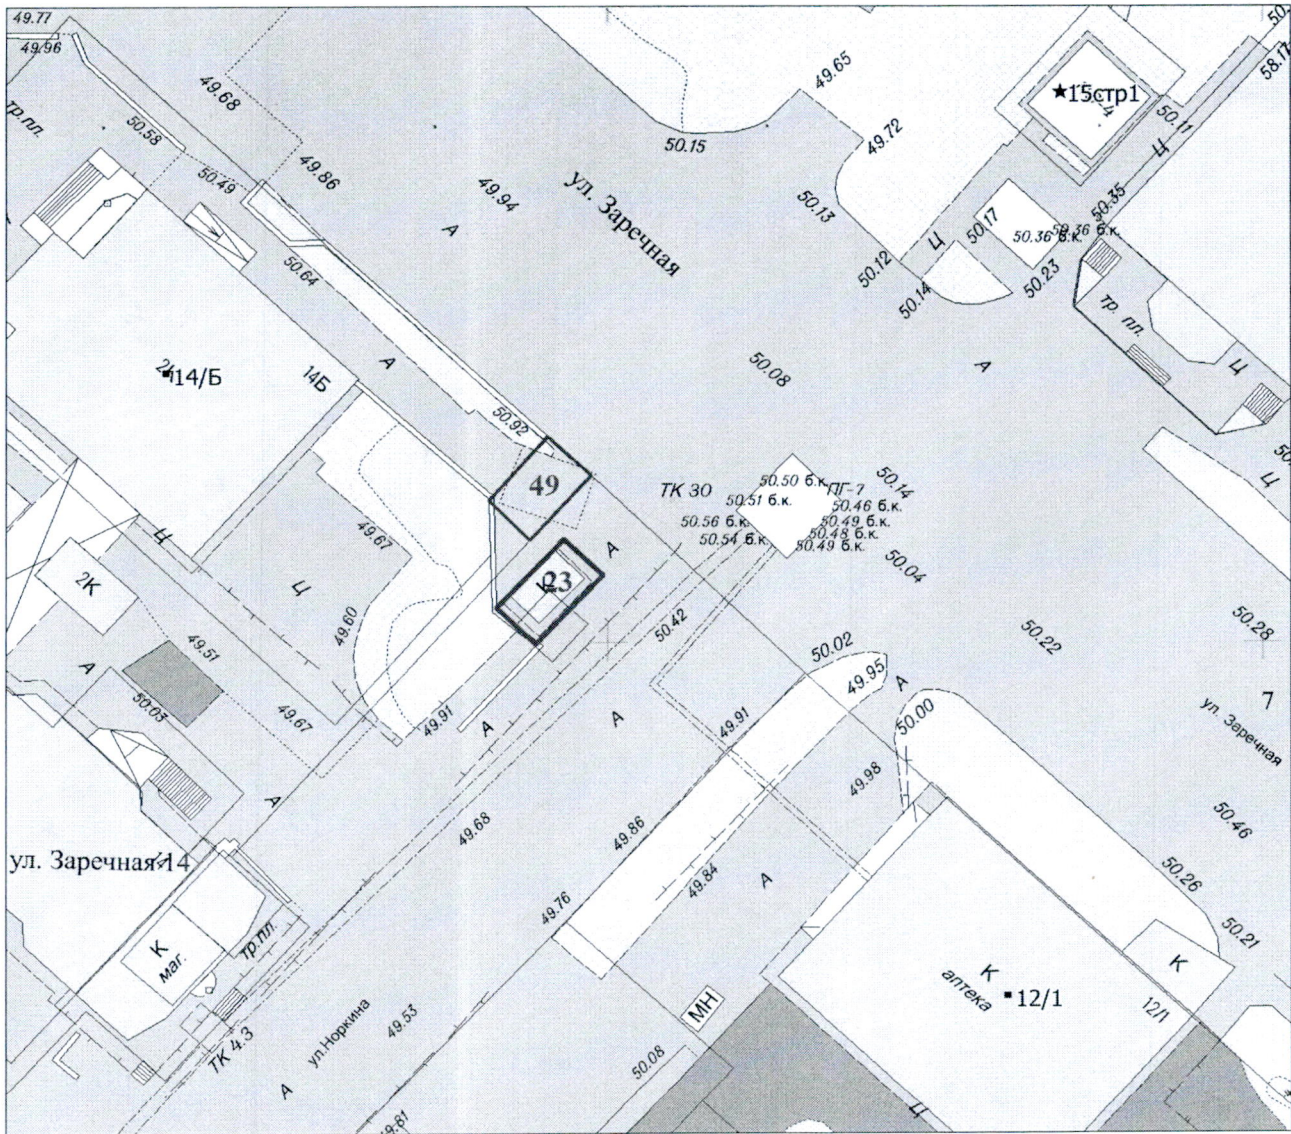 49.77
49.96
49.68
49.65
50.
58.17
тр.пл.
50.58
★15стр1
50.11
49.72
50.15
Ц
49.86
50.49
49.94
ул. Заречная
50.13
50.35
50.17
А
50.36 б.к.
50.36 б.к.
Ц
50.12
50.23
50.14
50.64
тр. пл.
А
14/Б
14Б
50.08
А
Ц
50.92
49
ТК 30
50.50 б.к.
ПГ-7
50.14
50.51 б.к.
50.46 б.к.
50.56 б.к.
50.49 б.к.
50.54 б.к.
50.48 б.к.
50.49 б.к.
Ц
49.67
Ц
А
50.04
2К
Ц
23
К
49.60
50.42
50.28
50.22
49.51
50.02
А
49.95
А
7
ул. Заречная
50.03
49.67
49.91
А
А
49.91
50.00
49.98
А
49.68
49.86
50.46
ул. Заречная 14
49.84
А
50.26
49.76
50.21
К
маг.
тр.пл.
К
аптека
12/1
К
12/1
МН
ул.Норкина
49.53
ТК 4.3
50.08
А
49.81
Ц